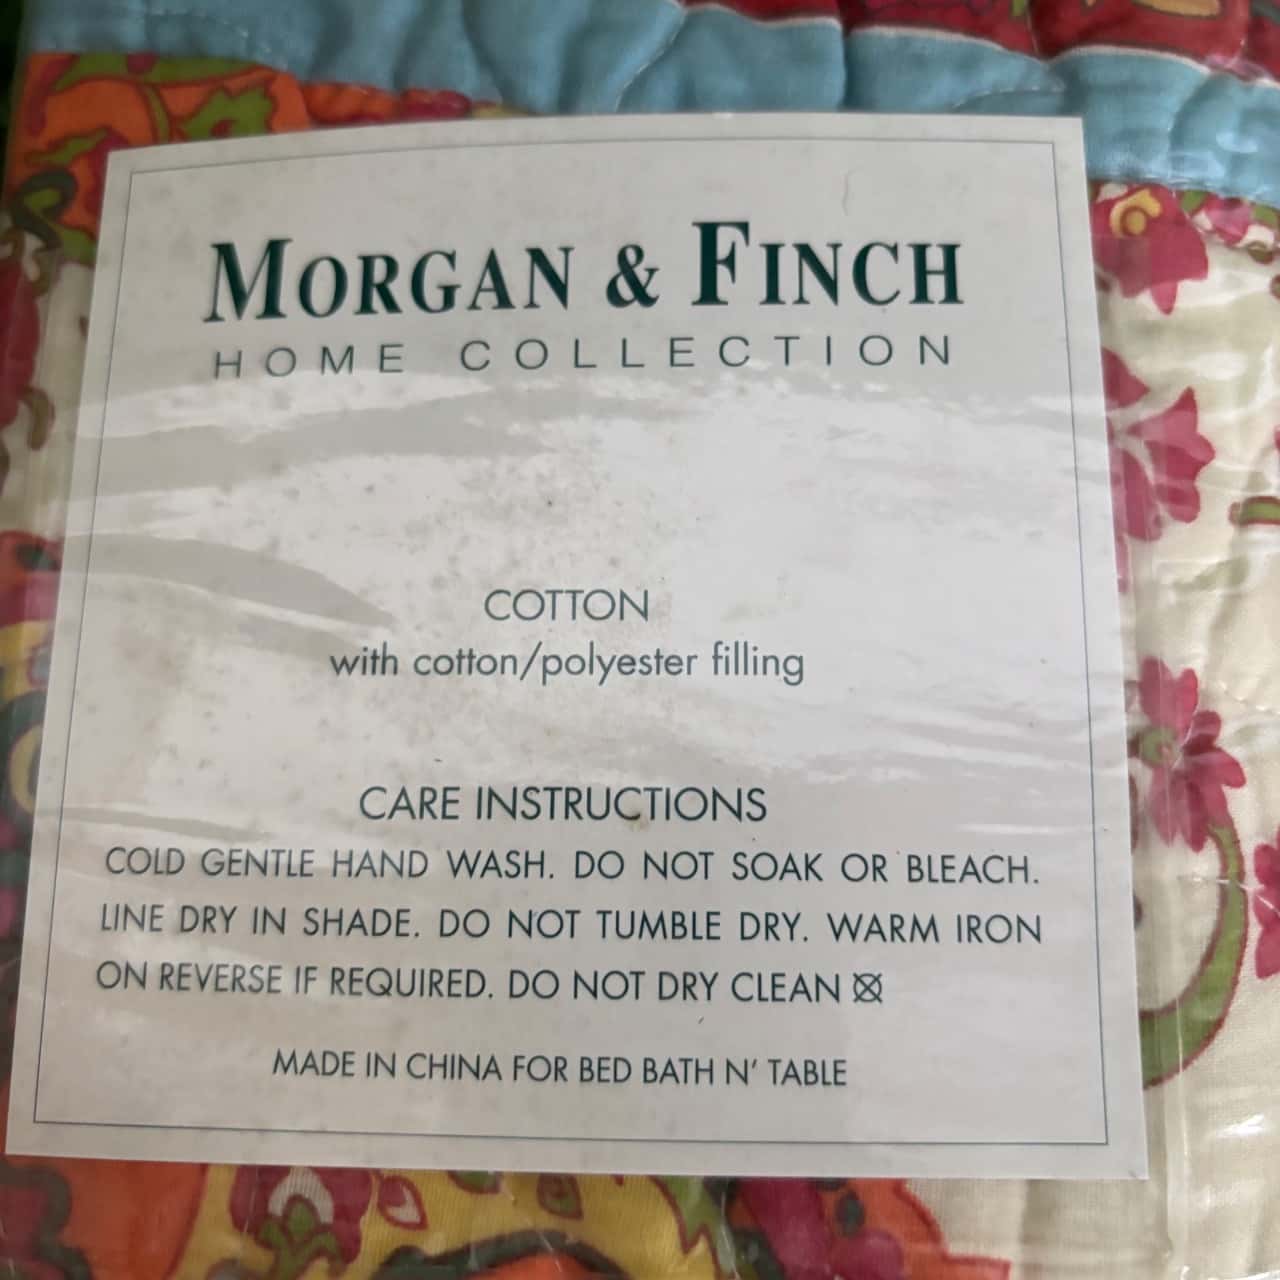 MORGAN & FINCH
HOME COLLECTION
COTTON
with cotton/polyester filling
CARE INSTRUCTIONS
COLD GENTLE HAND WASH. DO NOT SOAK OR BLEACH.
LINE DRY IN SHADE. DO NOT TUMBLE DRY. WARM IRON
ON REVERSE IF REQUIRED. DO NOT DRY CLEAN
MADE IN CHINA FOR BED BATH N' TABLE